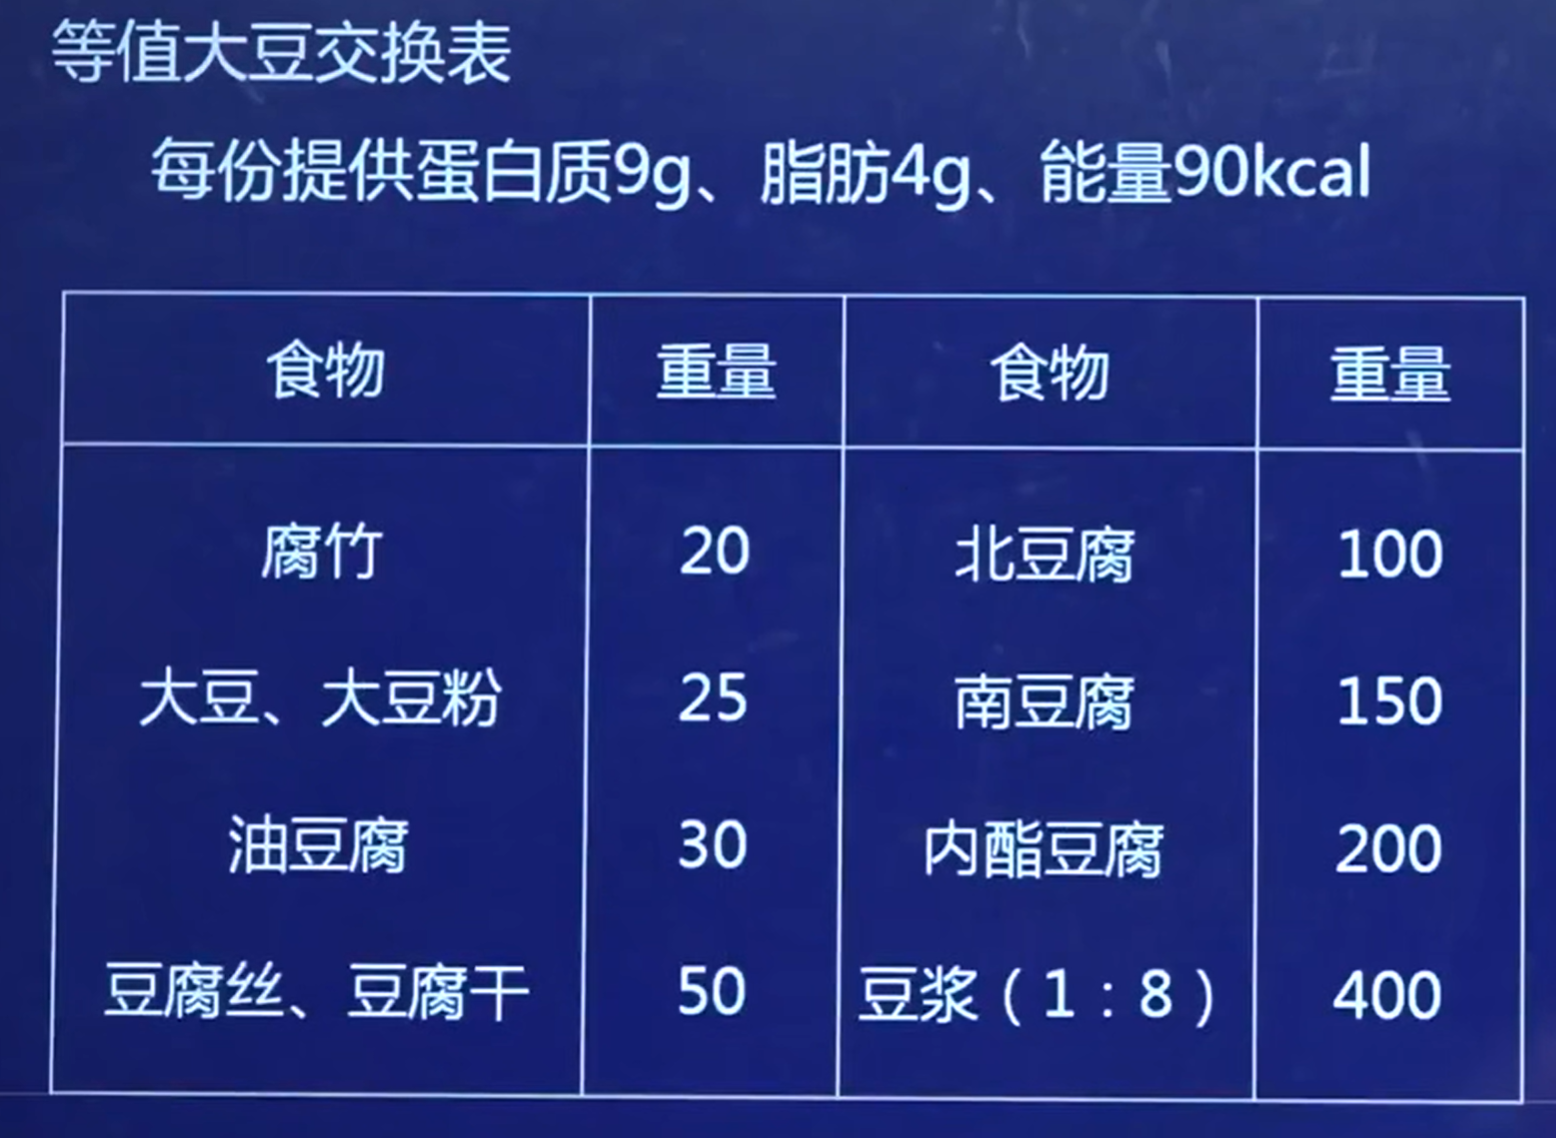 等值大豆交换表
每份提供蛋白质9g、脂肪4g、能量90kcal
食物 重量 食物 重量
腐竹 20 北豆腐 100
大豆、大豆粉 25 南豆腐 150
油豆腐 30 内酯豆腐 200
豆腐丝、豆腐干 50 豆浆（1：8） 400